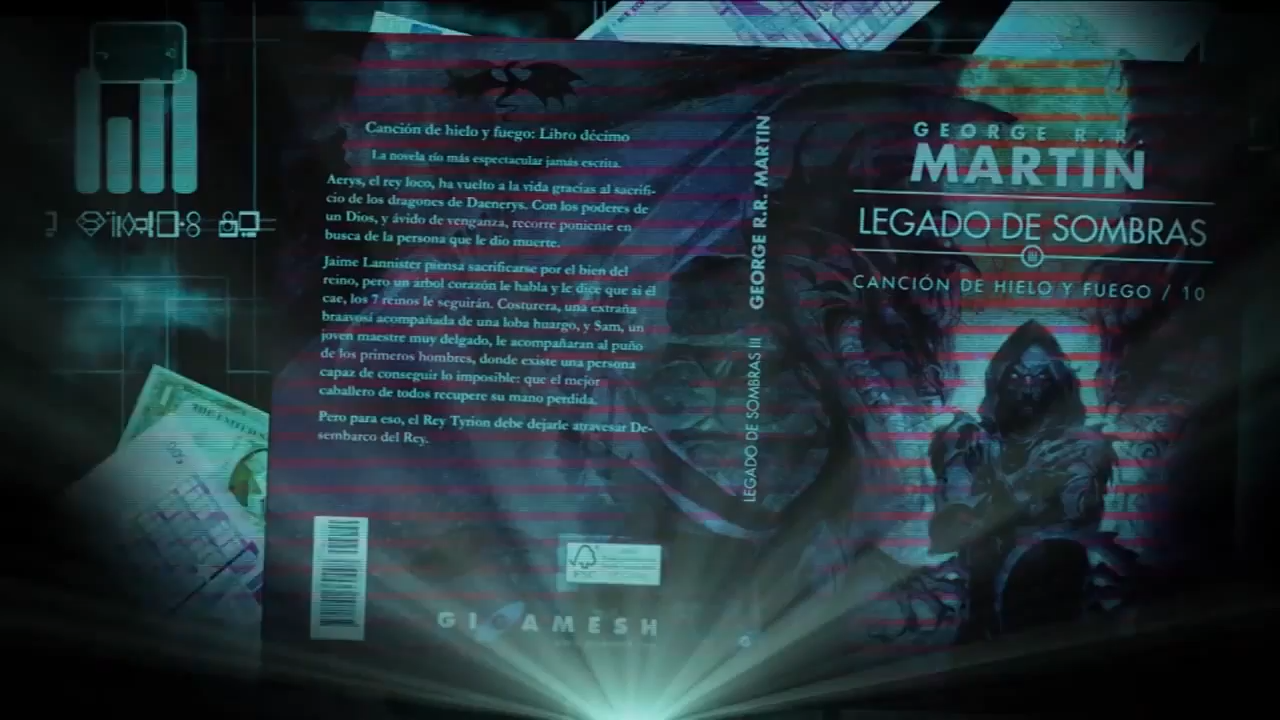 Canción de hielo y fuego: Libro décimo
La novela río más espectacular jamás escrita.
Aerys, el rey loco, ha vuelto a la vida gracias al sacrifi-
cio de los dragones de Daenerys. Con los poderes de
un Dios, y ávido de venganza, recorre poniente en
busca de la persona que le dio muerte.
Jaime Lannister piensa sacrificarse por el bien del
reino, pero un árbol corazón le habla y le dice que si él
cae, los 7 reinos le seguirán. Costurera, una extraña
braavosi acompañada de una loba huargo, y Sam, un
joven maestre muy delgado, le acompañaran al puño
de los primeros hombres, donde existe una persona
capaz de conseguir lo imposible: que el mejor
caballero de todos recupere su mano perdida.
Pero para eso, el Rey Tyrion debe dejarle atravesar De-
sembarco del Rey.
FSC
GIGAMESH
LEGADO DE SOMBRAS III GEORGE R.R. MARTIN
GEORGE R.R.
MARTIN
LEGADO DE SOMBRAS
III
CANCIÓN DE HIELO Y FUEGO / 10
500